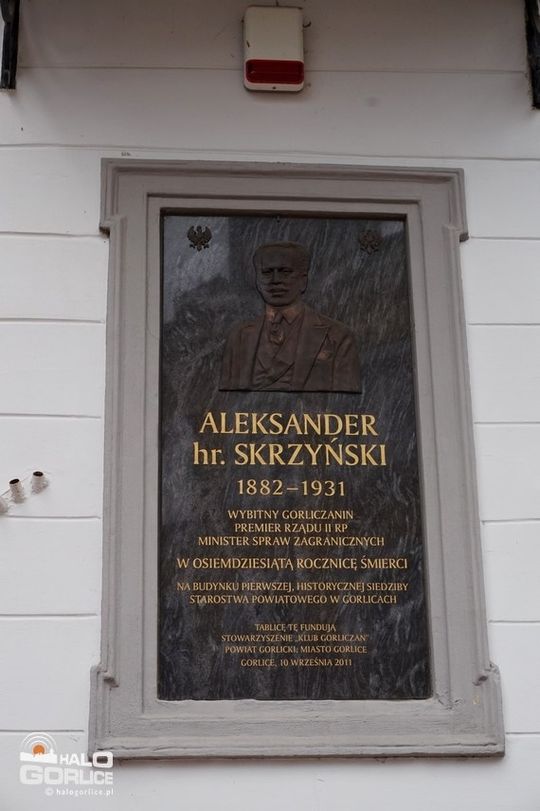 ALEKSANDER
hr. SKRZYŃSKI
1882–1931
WYBITNY GORLICZANIN
PREMIER RZĄDU II RP
MINISTER SPRAW ZAGRANICZNYCH
W OSIEMDZIESIĄTĄ ROCZNICĘ ŚMIERCI
NA BUDYNKU PIERWSZEJ, HISTORYCZNEJ SIEDZIBY
STAROSTWA POWIATOWEGO W GORLICACH
TABLICĘ TĘ FUNDUJĄ
STOWARZYSZENIE „KLUB GORLICZAN”
POWIAT GORLICKI, MIASTO GORLICE
GORLICE, 10 WRZEŚNIA 2011
HALO
GORLICE
halogorlice.pl